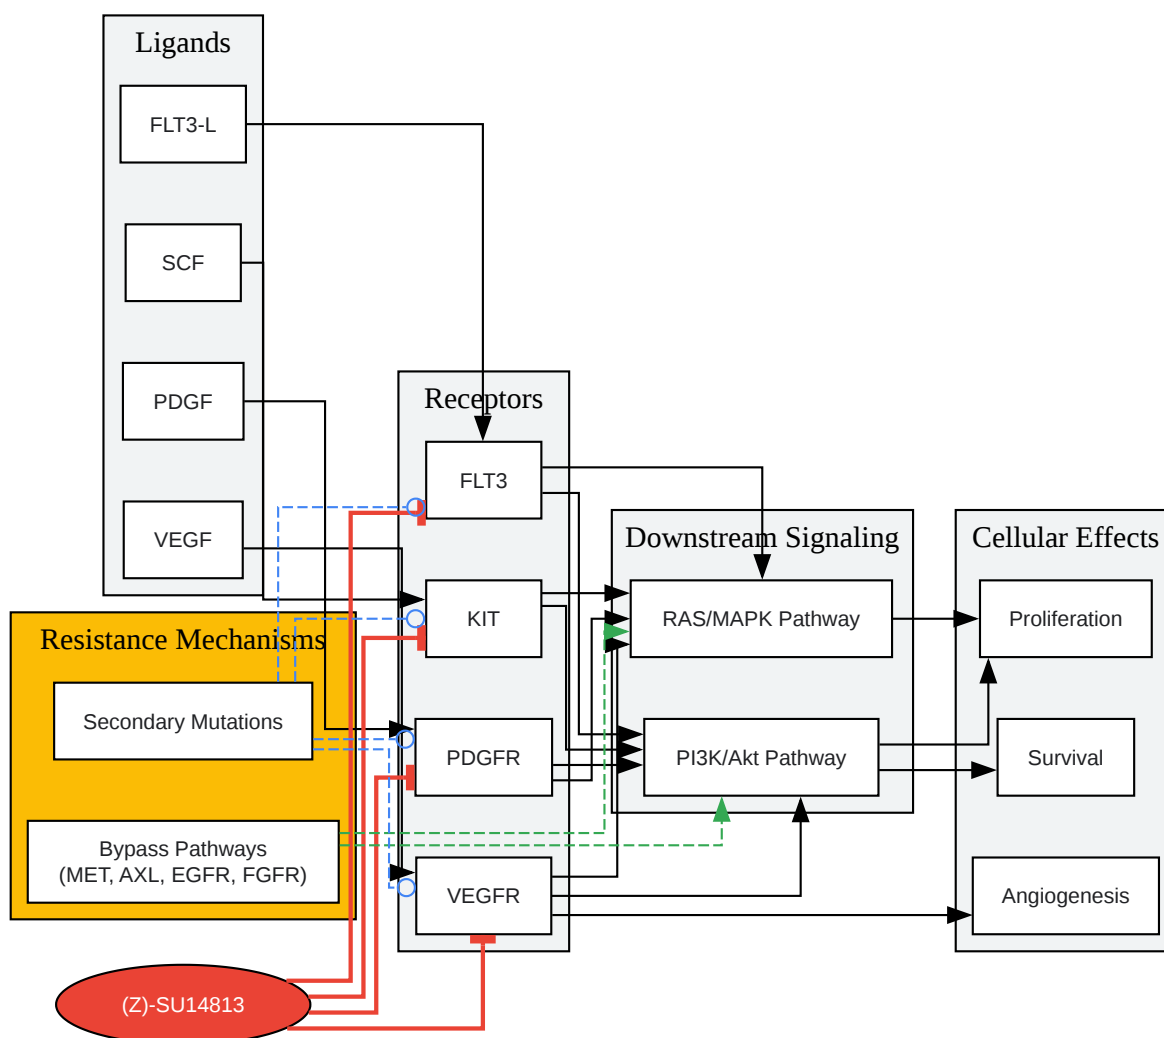 Ligands
FLT3-L
SCF
PDGF
VEGF
Resistance Mechanisms
Secondary Mutations
Bypass Pathways
(MET, AXL, EGFR, FGFR)
(Z)-SU14813
Receptors
FLT3
KIT
PDGFR
VEGFR
Downstream Signaling
RAS/MAPK Pathway
PI3K/Akt Pathway
Cellular Effects
Proliferation
Survival
Angiogenesis